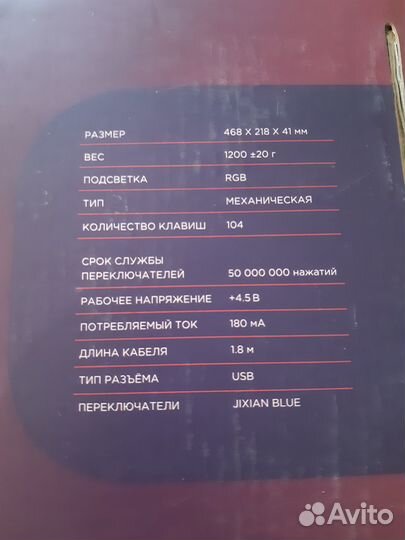 РАЗМЕР 468 X 218 X 41 мм
ВЕС 1200 ±20 г
ПОДСВЕТКА RGB
ТИП МЕХАНИЧЕСКАЯ
КОЛИЧЕСТВО КЛАВИШ 104
СРОК СЛУЖБЫ
ПЕРЕКЛЮЧАТЕЛЕЙ 50 000 000 нажатий
РАБОЧЕЕ НАПРЯЖЕНИЕ +4.5 В
ПОТРЕБЛЯЕМЫЙ ТОК 180 мА
ДЛИНА КАБЕЛЯ 1.8 м
ТИП РАЗЪЁМА USB
ПЕРЕКЛЮЧАТЕЛИ JIXIAN BLUE
Avito